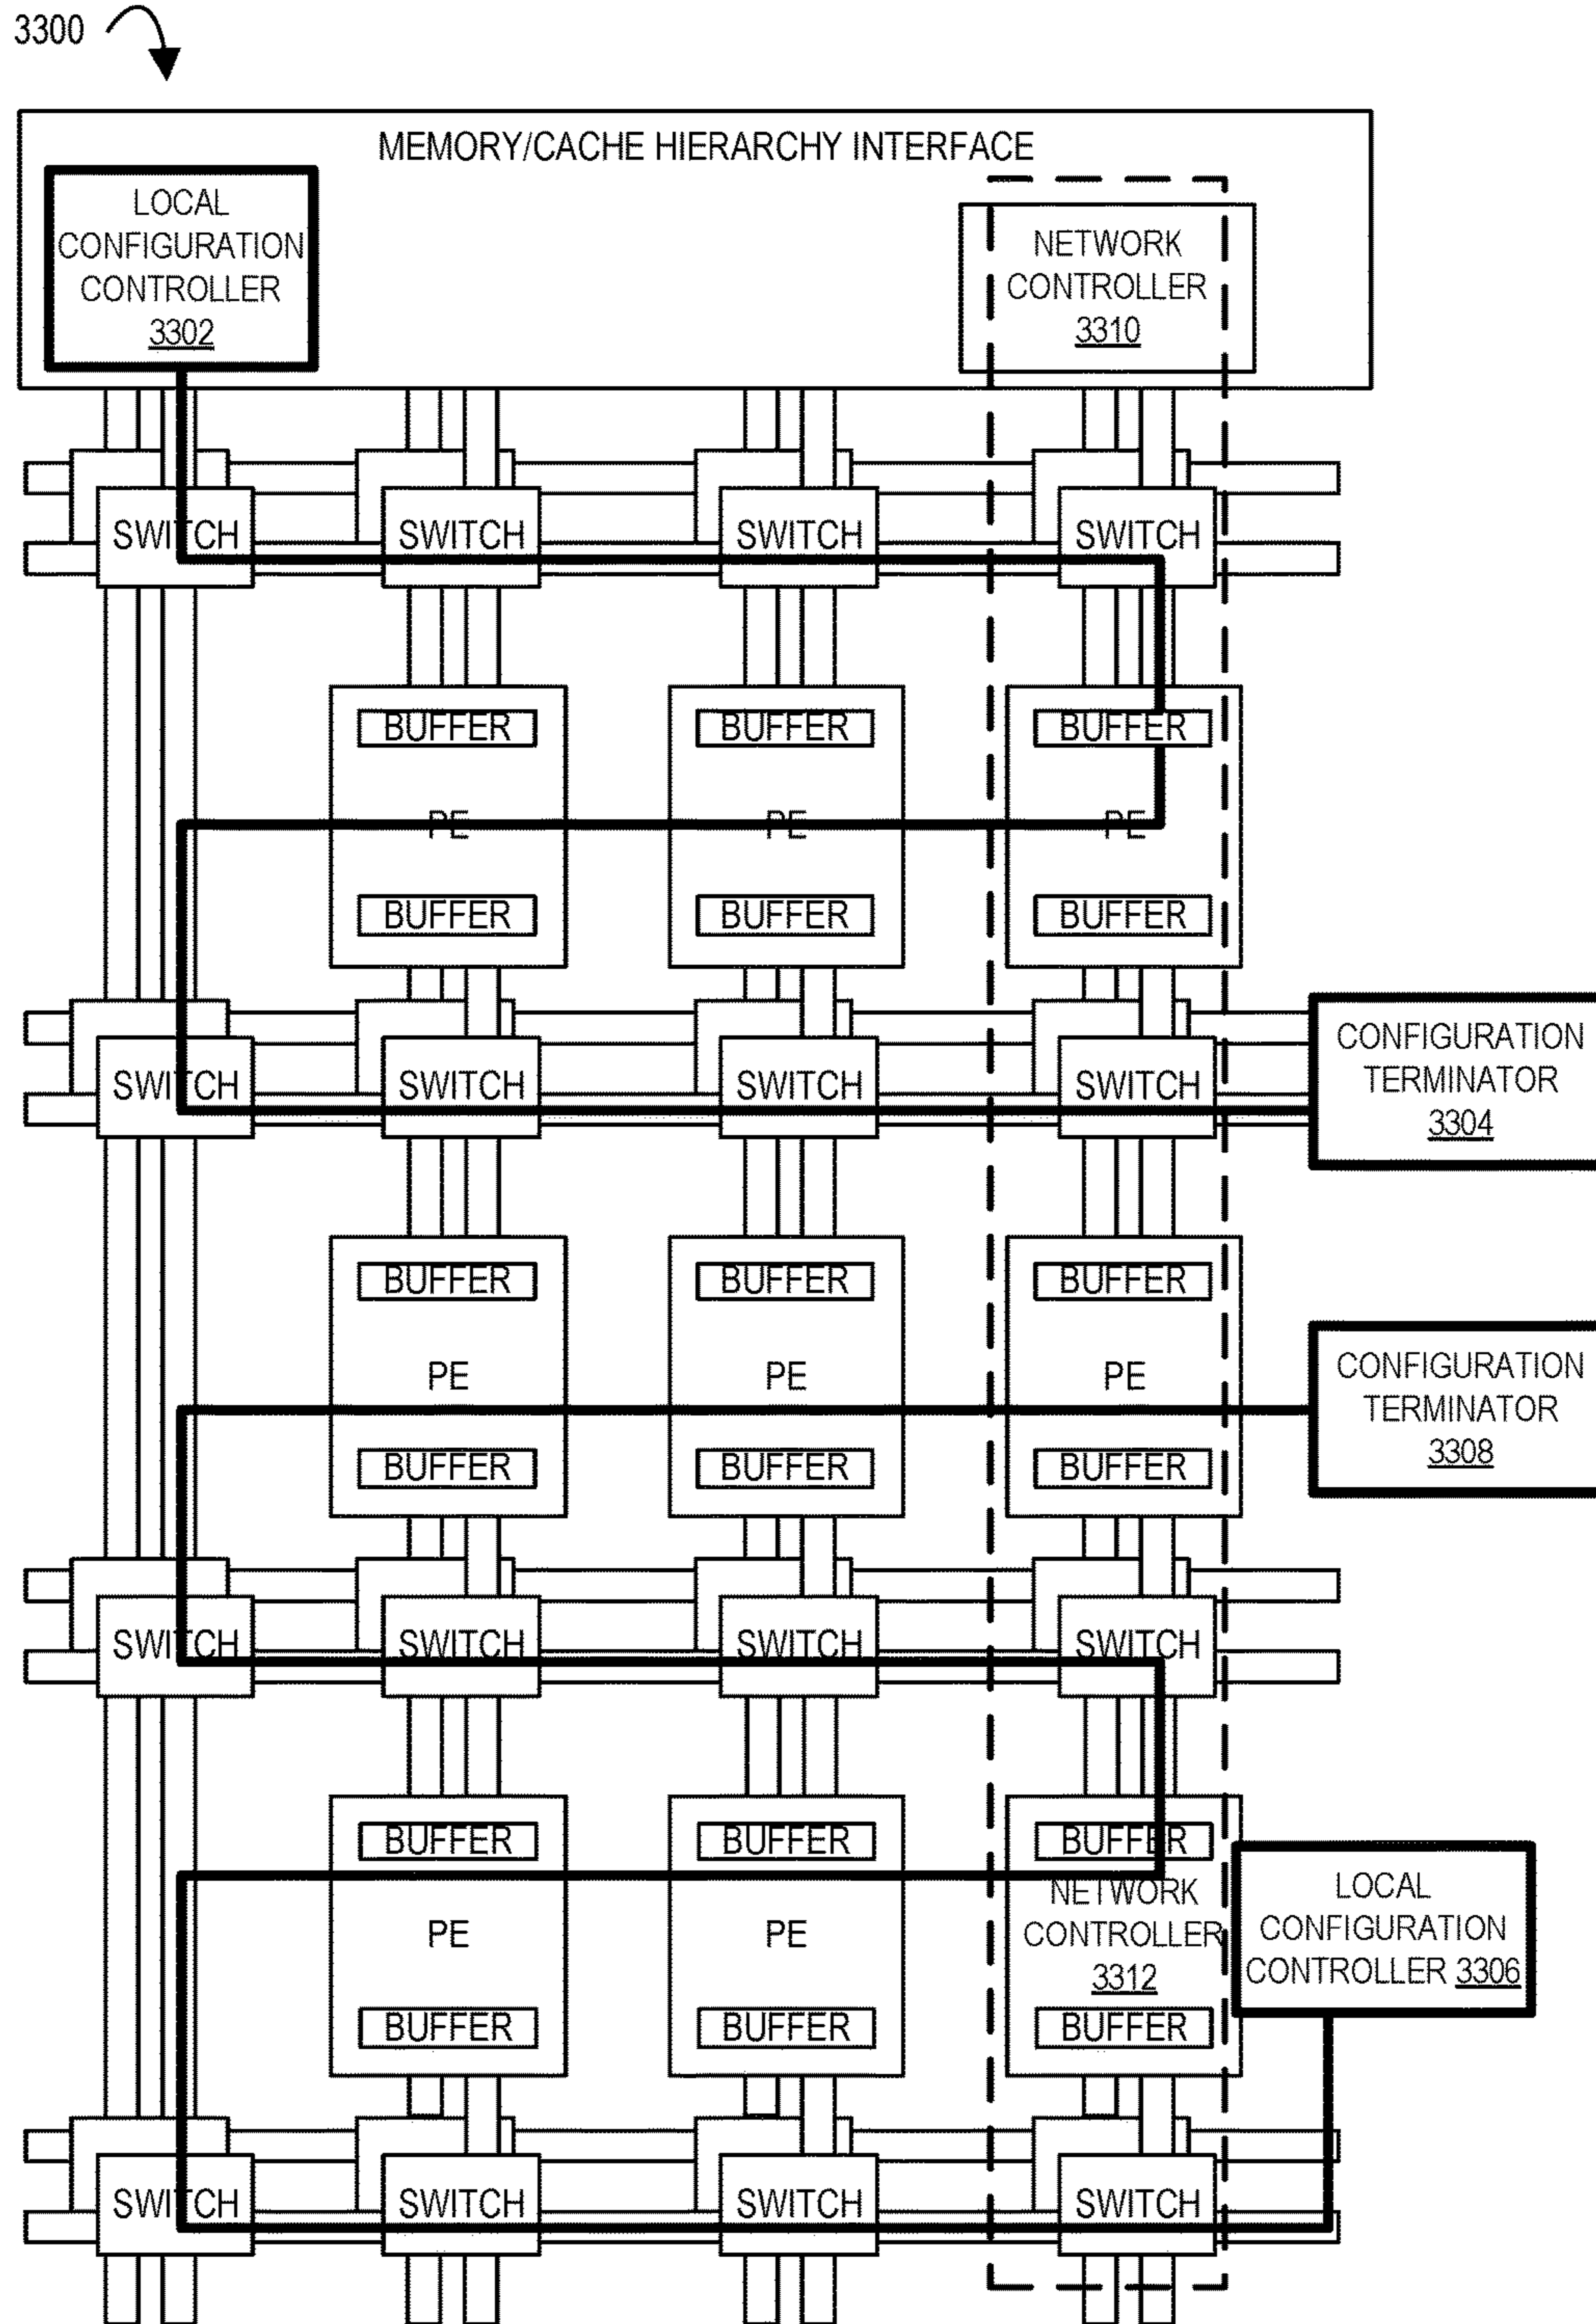 3300
MEMORY/CACHE HIERARCHY INTERFACE
LOCAL
CONFIGURATION
CONTROLLER
3302
NETWORK
CONTROLLER
3310
SWITCH
SWITCH
SWITCH
SWITCH
BUFFER
BUFFER
BUFFER
PE
PE
PE
BUFFER
BUFFER
BUFFER
SWITCH
SWITCH
SWITCH
SWITCH
CONFIGURATION
TERMINATOR
3304
BUFFER
BUFFER
BUFFER
PE
PE
PE
BUFFER
BUFFER
BUFFER
CONFIGURATION
TERMINATOR
3308
SWITCH
SWITCH
SWITCH
SWITCH
BUFFER
BUFFER
BUFFER
PE
PE
NETWORK
CONTROLLER
3312
BUFFER
BUFFER
BUFFER
LOCAL
CONFIGURATION
CONTROLLER 3306
SWITCH
SWITCH
SWITCH
SWITCH